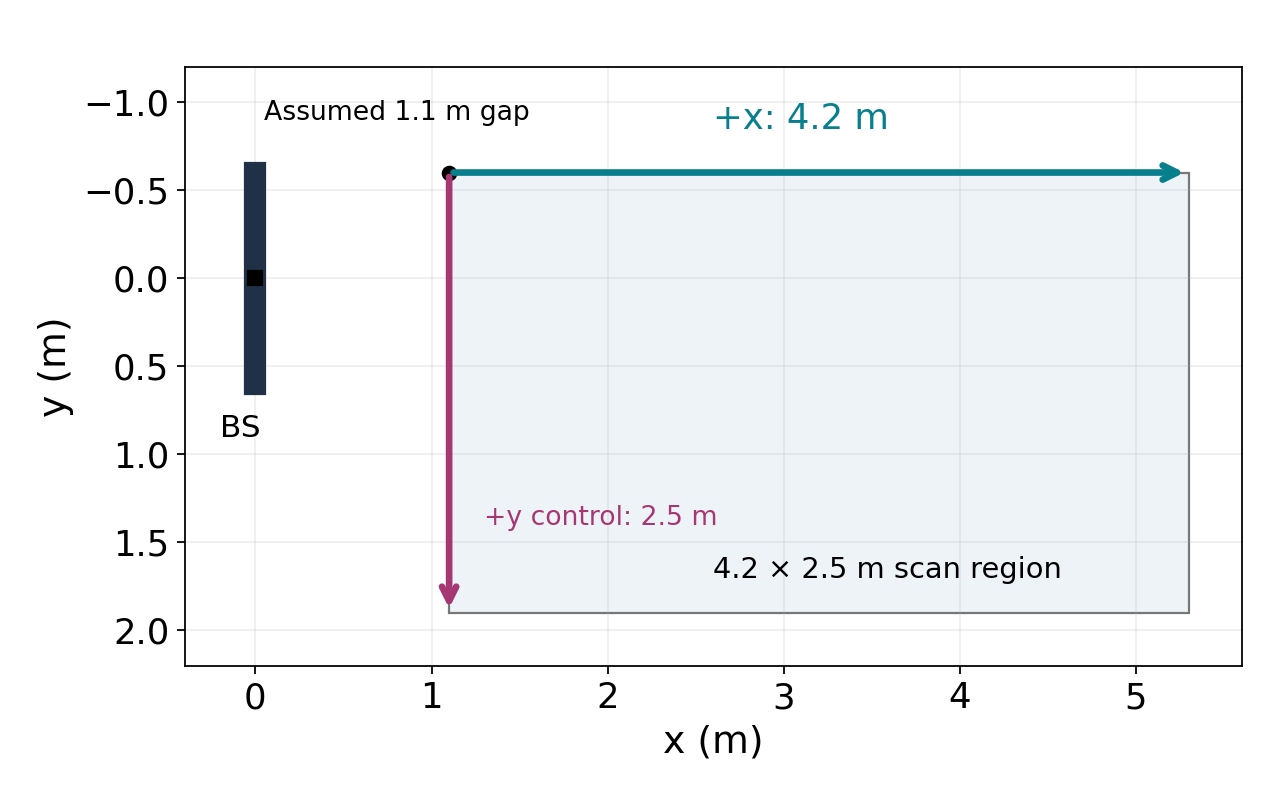 Assumed 1.1 m gap
+x: 4.2 m
−1.0
−0.5
0.0
0.5
1.0
1.5
2.0
y (m)
BS
+y control: 2.5 m
4.2 × 2.5 m scan region
0 1 2 3 4 5
x (m)